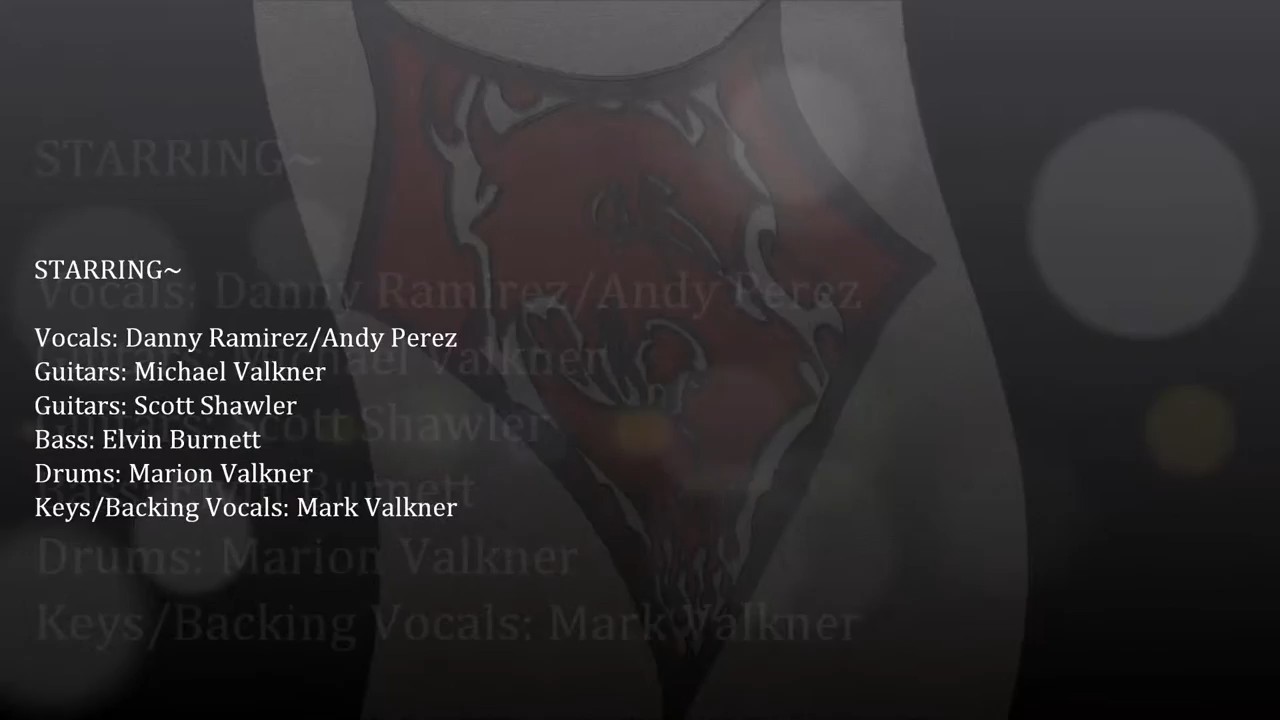 STARRING~
Vocals: Danny Ramirez/Andy Perez
Guitars: Michael Valkner
Guitars: Scott Shawler
Bass: Elvin Burnett
Drums: Marion Valkner
Keys/Backing Vocals: Mark Valkner